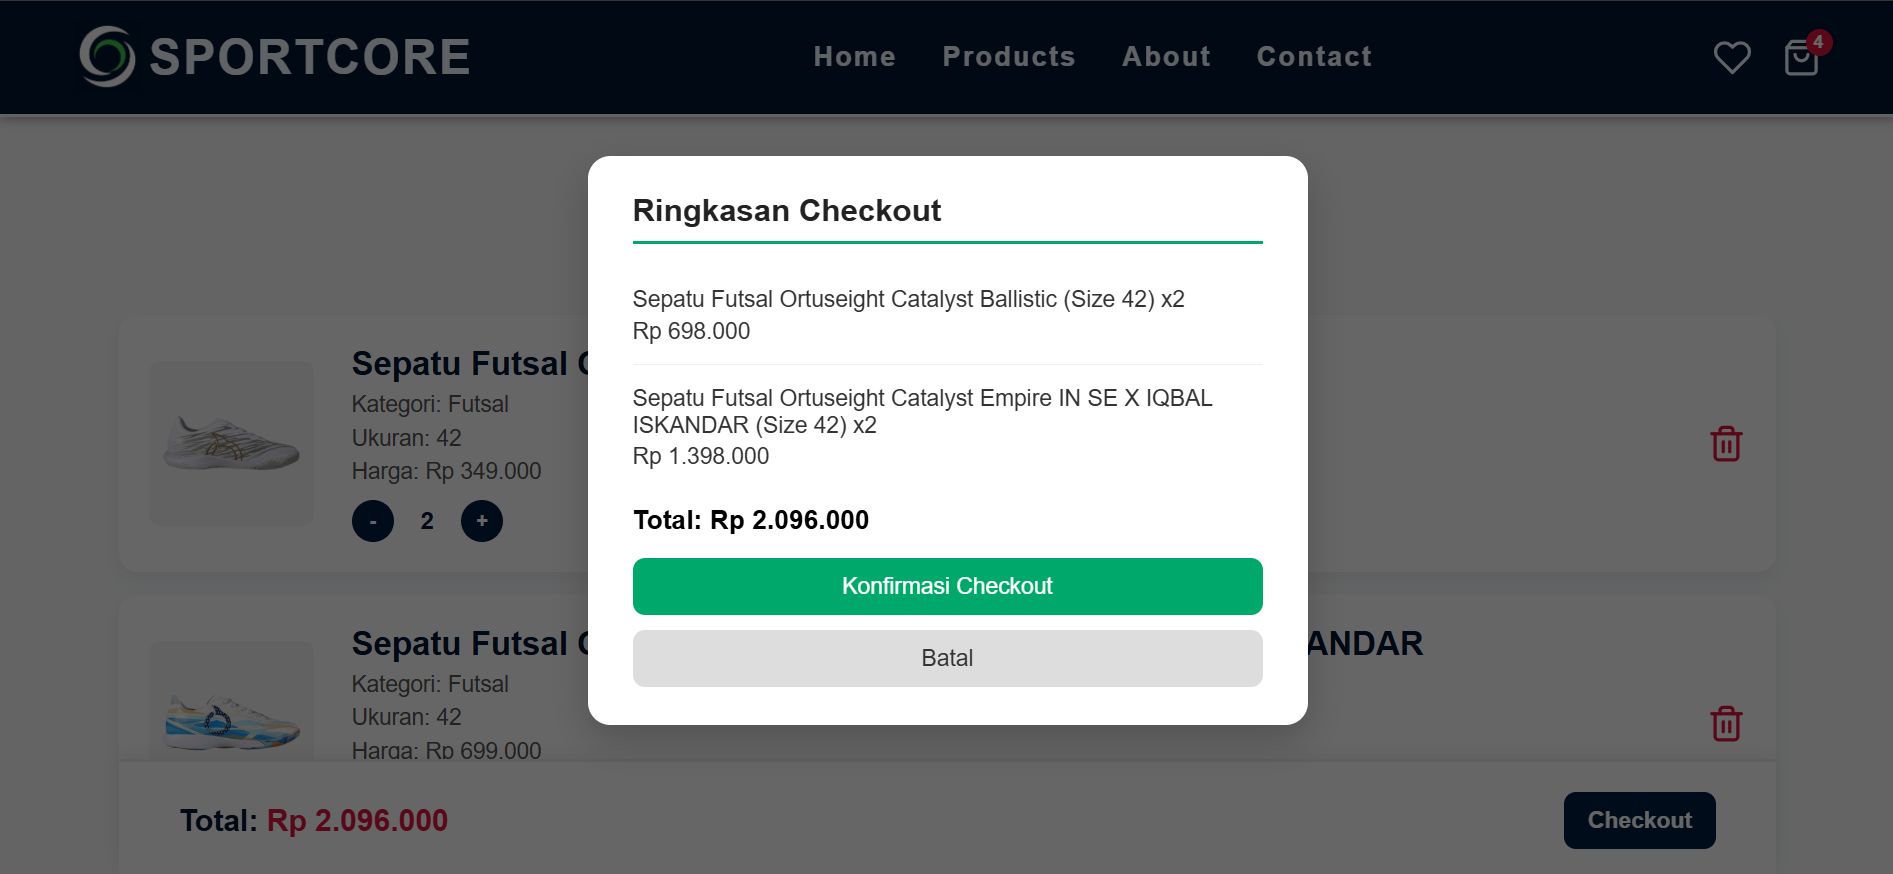 SPORTCORE
Home Products About Contact
4
Ringkasan Checkout
Sepatu Futsal Ortuseight Catalyst Ballistic (Size 42) x2
Rp 698.000
Sepatu Futsal Ortuseight Catalyst Empire IN SE X IQBAL
ISKANDAR (Size 42) x2
Rp 1.398.000
Total: Rp 2.096.000
Konfirmasi Checkout
Batal
Sepatu Futsal
Kategori: Futsal
Ukuran: 42
Harga: Rp 349.000
- 2 +
Sepatu Futsal
ANDAR
Kategori: Futsal
Ukuran: 42
Harga: Rp 699.000
Total: Rp 2.096.000
Checkout